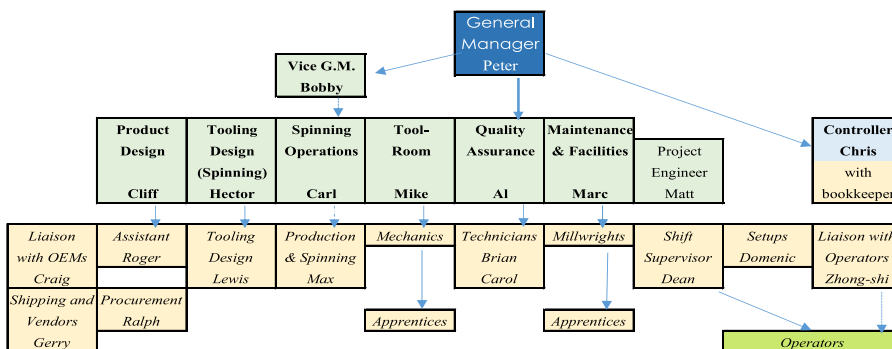 General
Manager
Peter
Vice G.M.
Bobby
Product
Design
Cliff
Tooling
Design
(Spinning)
Hector
Spinning
Operations
Carl
Tool-
Room
Mike
Quality
Assurance
Al
Maintenance
& Facilities
Marc
Project
Engineer
Matt
Controller
Chris
with
bookkeeper
Liaison
with OEMs
Craig
Assistant
Roger
Tooling
Design
Lewis
Production
& Spinning
Max
Mechanics
Technicians
Brian
Carol
Millwrights
Shift
Supervisor
Dean
Setups
Domenic
Liaison with
Operators
Zhong-shi
Shipping and
Vendors
Gerry
Procurement
Ralph
Apprentices
Apprentices
Operators